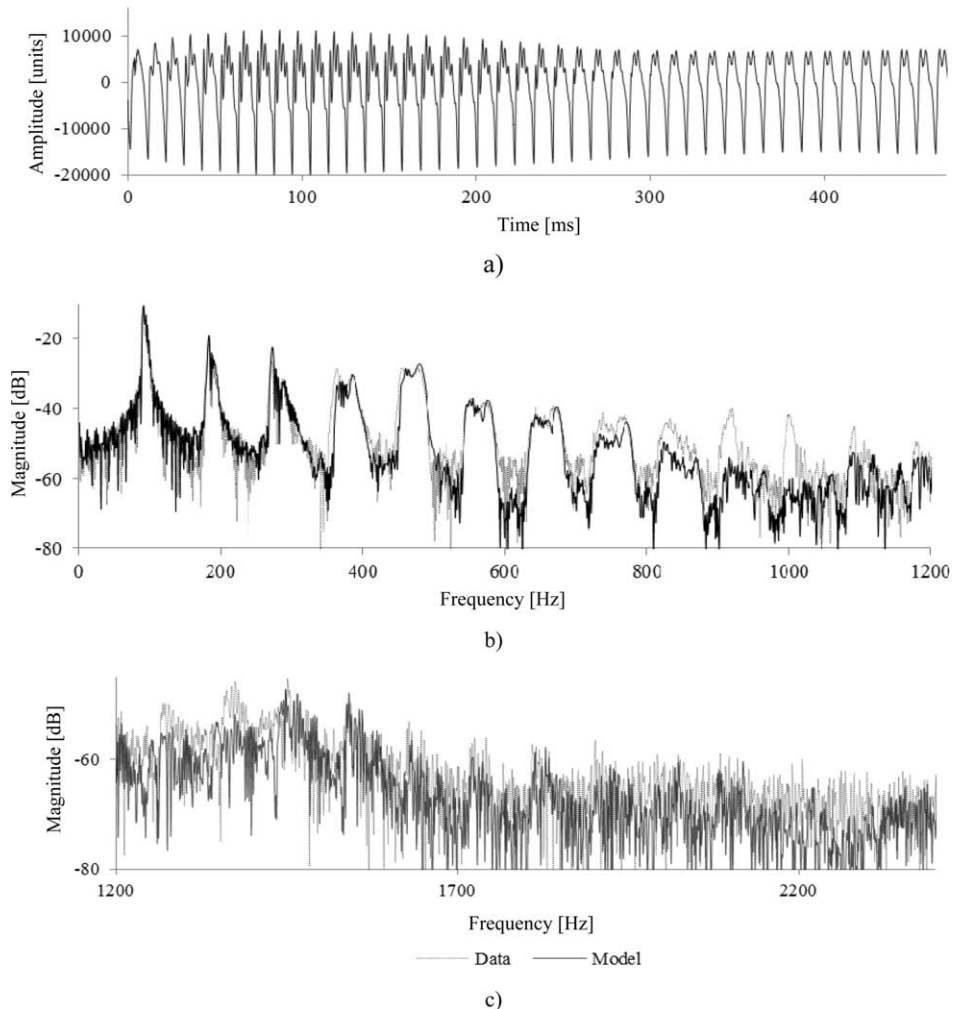 Amplitude [units]
10000
0
-10000
-20000
0 100 200 300 400
Time [ms]
a)
Magnitude [dB]
-20
-40
-60
-80
0 200 400 600 800 1000 1200
Frequency [Hz]
b)
Magnitude [dB]
-60
-80
1200 1700 2200
Frequency [Hz]
Data Model
c)